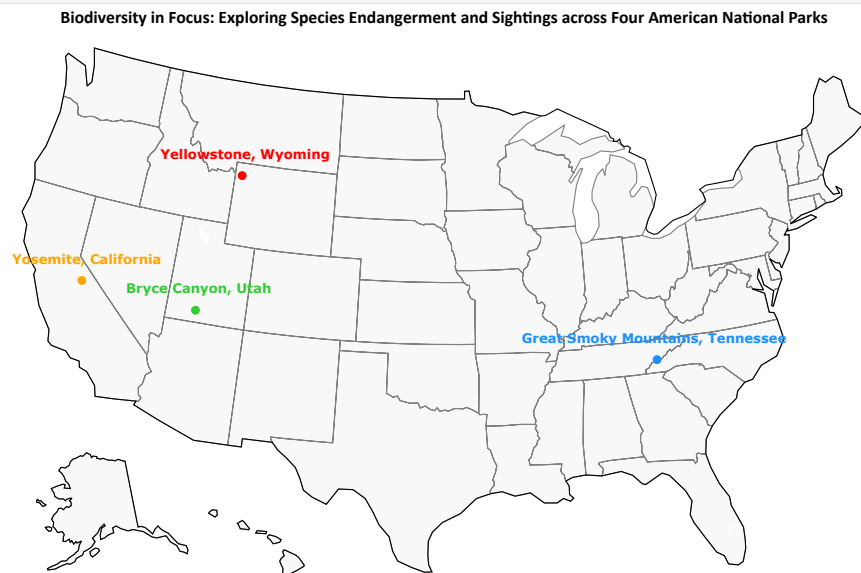 Biodiversity in Focus: Exploring Species Endangerment and Sightings across Four American National Parks
Yellowstone, Wyoming
Yosemite, California
Bryce Canyon, Utah
Great Smoky Mountains, Tennessee